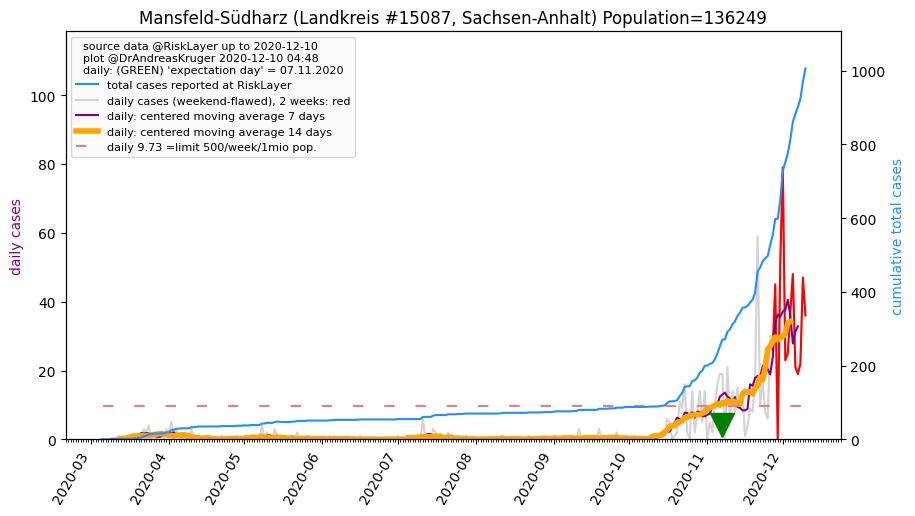 Mansfeld-Südharz (Landkreis #15087, Sachsen-Anhalt) Population=136249
source data @RiskLayer up to 2020-12-10
plot @DrAndreasKruger 2020-12-10 04:48
daily: (GREEN) 'expectation day' = 07.11.2020
total cases reported at RiskLayer
daily cases (weekend-flawed), 2 weeks: red
daily: centered moving average 7 days
daily: centered moving average 14 days
daily 9.73 =limit 500/week/1mio pop.
daily cases
100
80
60
40
20
0
cumulative total cases
1000
800
600
400
200
0
2020-03
2020-04
2020-05
2020-06
2020-07
2020-08
2020-09
2020-10
2020-11
2020-12